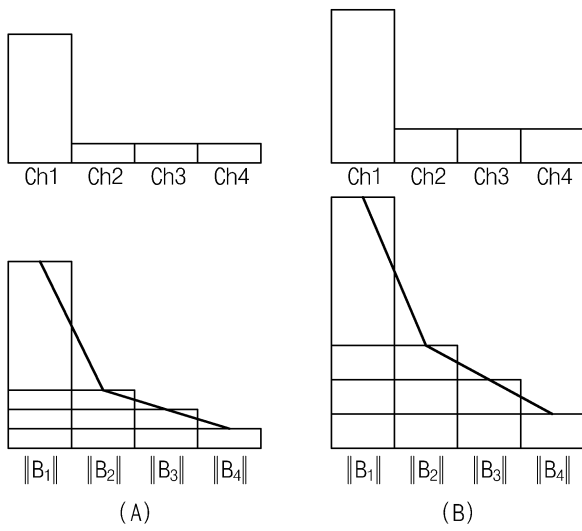 Ch1 Ch2 Ch3 Ch4
Ch1 Ch2 Ch3 Ch4
‖B₁‖ ‖B₂‖ ‖B₃‖ ‖B₄‖
‖B₁‖ ‖B₂‖ ‖B₃‖ ‖B₄‖
(A)
(B)